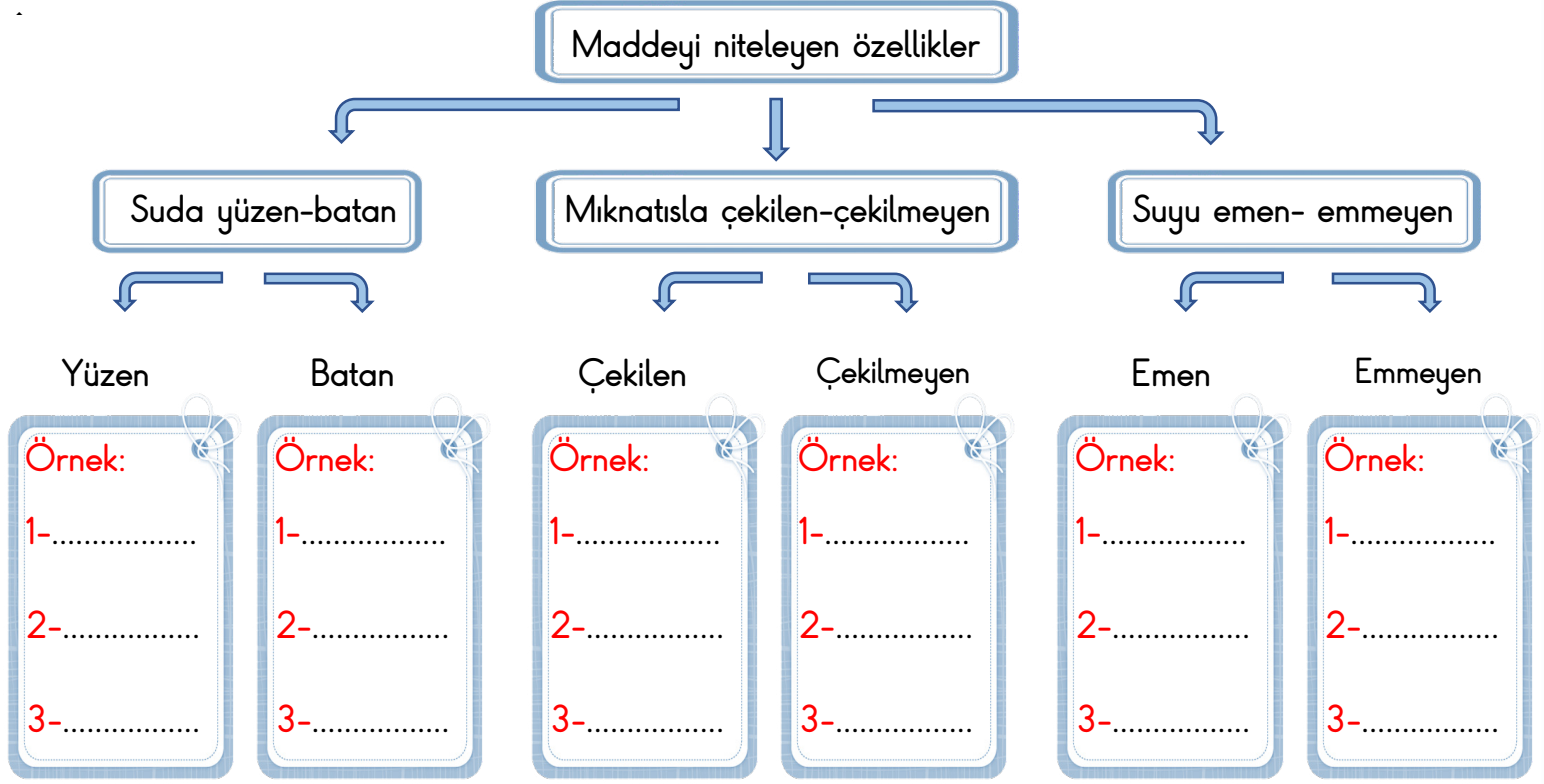 Maddeyi niteleyen özellikler
Suda yüzen-batan
Mıknatısla çekilen-çekilmeyen
Suyu emen- emmeyen
Yüzen
Batan
Çekilen
Çekilmeyen
Emen
Emmeyen
Örnek:
1-..................
2-.................
3-.................
Örnek:
1-..................
2-.................
3-.................
Örnek:
1-..................
2-.................
3-.................
Örnek:
1-..................
2-.................
3-.................
Örnek:
1-..................
2-.................
3-.................
Örnek:
1-..................
2-.................
3-.................